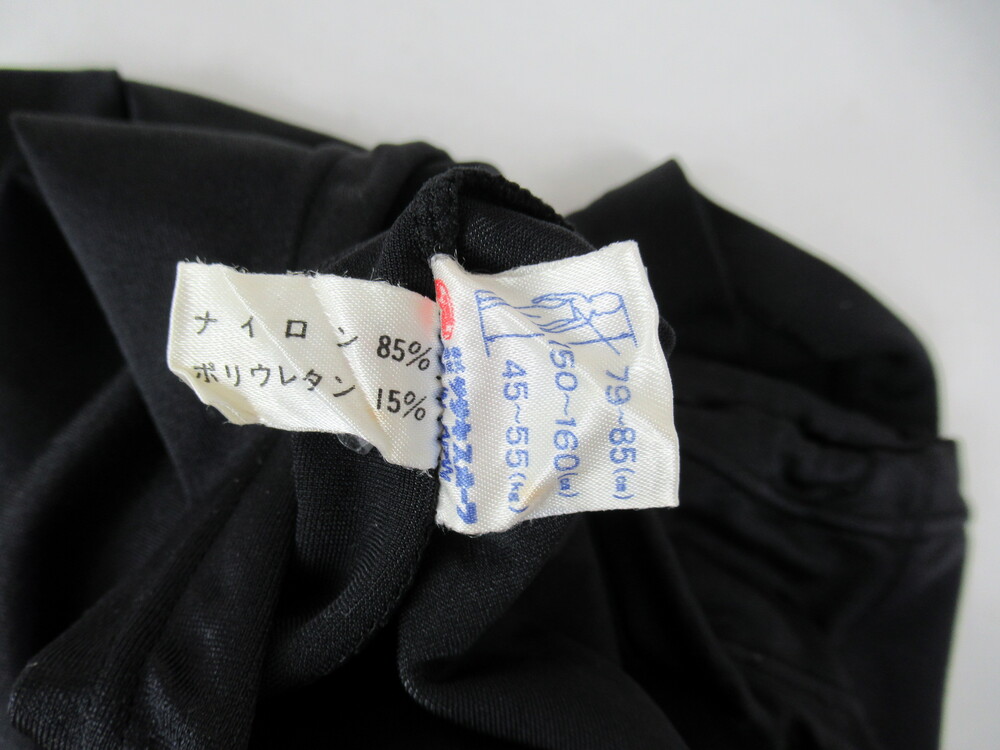 ナイロン 85%
ポリウレタン 15%
79~85(cm)
150~160(cm)
45~55(kg)